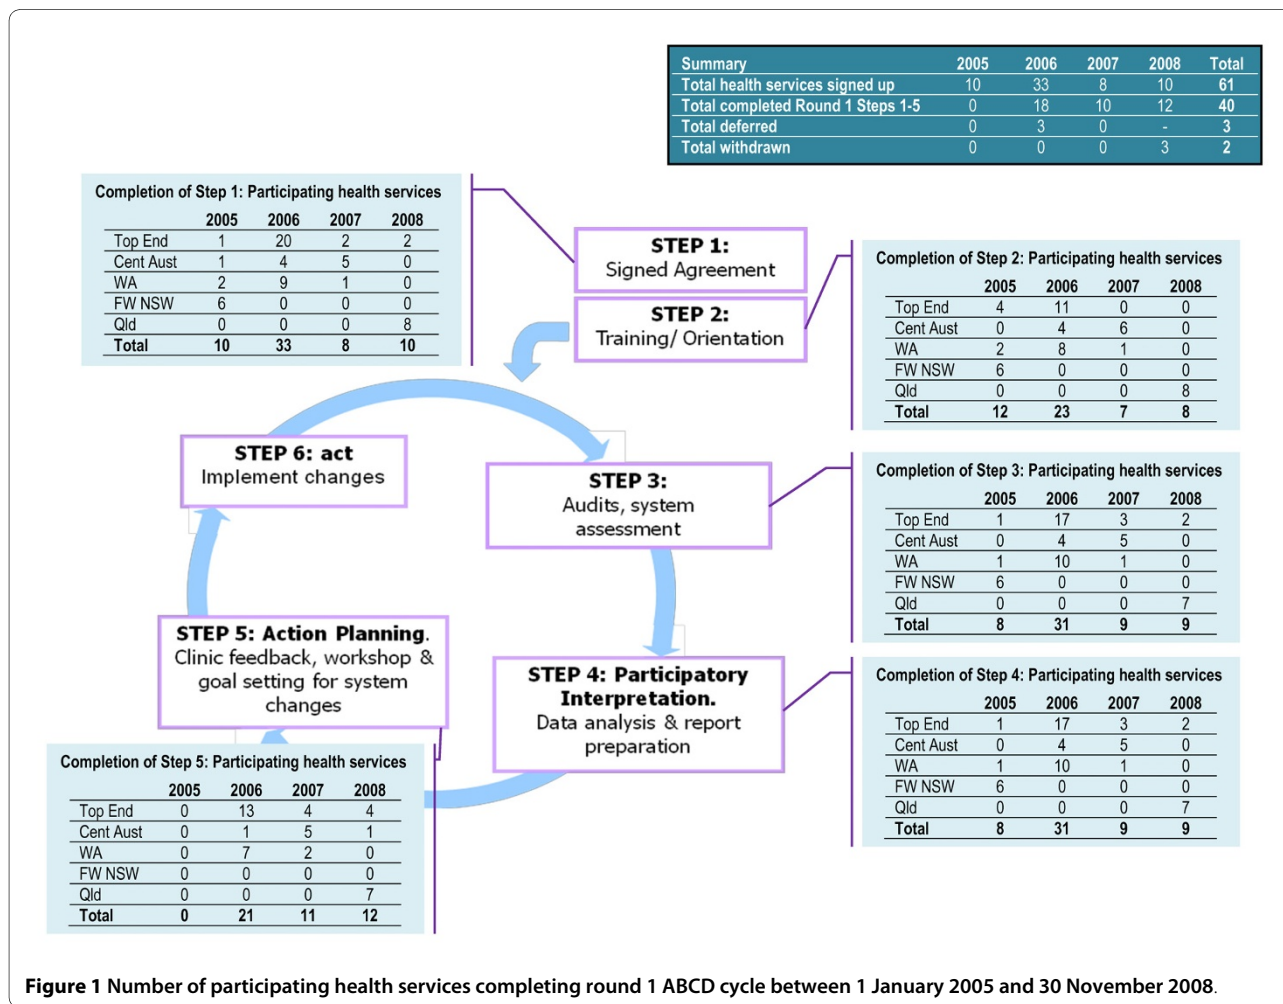 Summary 2005 2006 2007 2008 Total
Total health services signed up 10 33 8 10 61
Total completed Round 1 Steps 1-5 0 18 10 12 40
Total deferred 0 3 0 - 3
Total withdrawn 0 0 0 3 2
Completion of Step 1: Participating health services
2005 2006 2007 2008
Top End 1 20 2 2
Cent Aust 1 4 5 0
WA 2 9 1 0
FW NSW 6 0 0 0
Qld 0 0 0 8
Total 10 33 8 10
STEP 1:
Signed Agreement
STEP 2:
Training/ Orientation
Completion of Step 2: Participating health services
2005 2006 2007 2008
Top End 4 11 0 0
Cent Aust 0 4 6 0
WA 2 8 1 0
FW NSW 6 0 0 0
Qld 0 0 0 8
Total 12 23 7 8
STEP 6: act
Implement changes
STEP 3:
Audits, system
assessment
Completion of Step 3: Participating health services
2005 2006 2007 2008
Top End 1 17 3 2
Cent Aust 0 4 5 0
WA 1 10 1 0
FW NSW 6 0 0 0
Qld 0 0 0 7
Total 8 31 9 9
STEP 5: Action Planning.
Clinic feedback, workshop &
goal setting for system
changes
STEP 4: Participatory
Interpretation.
Data analysis & report
preparation
Completion of Step 4: Participating health services
2005 2006 2007 2008
Top End 1 17 3 2
Cent Aust 0 4 5 0
WA 1 10 1 0
FW NSW 6 0 0 0
Qld 0 0 0 7
Total 8 31 9 9
Completion of Step 5: Participating health services
2005 2006 2007 2008
Top End 0 13 4 4
Cent Aust 0 1 5 1
WA 0 7 2 0
FW NSW 0 0 0 0
Qld 0 0 0 7
Total 0 21 11 12
Figure 1 Number of participating health services completing round 1 ABCD cycle between 1 January 2005 and 30 November 2008.